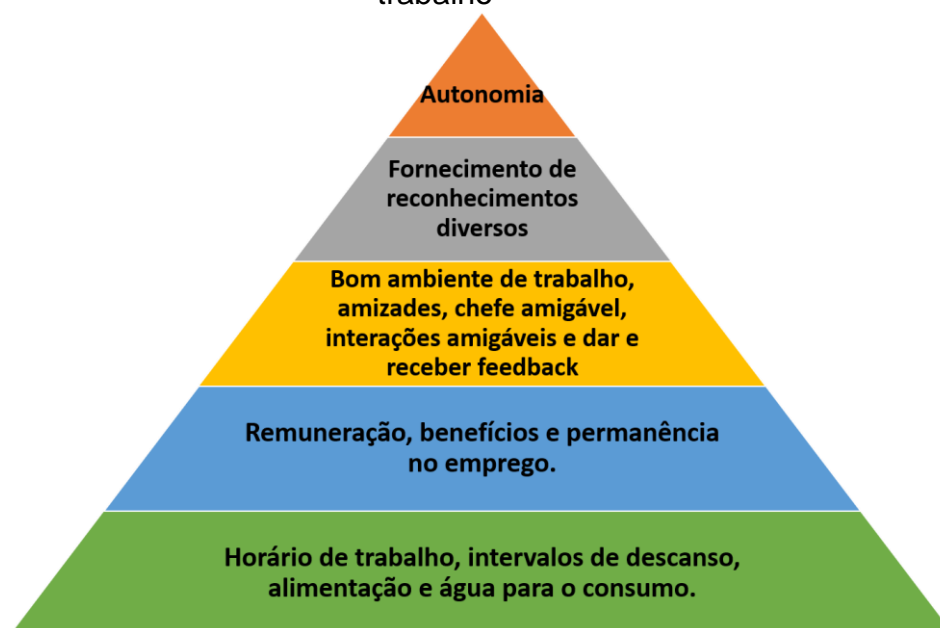 trabalho
Autonomia
Fornecimento de
reconhecimentos
diversos
Bom ambiente de trabalho,
amizades, chefe amigável,
interações amigáveis e dar e
receber feedback
Remuneração, benefícios e permanência
no emprego.
Horário de trabalho, intervalos de descanso,
alimentação e água para o consumo.